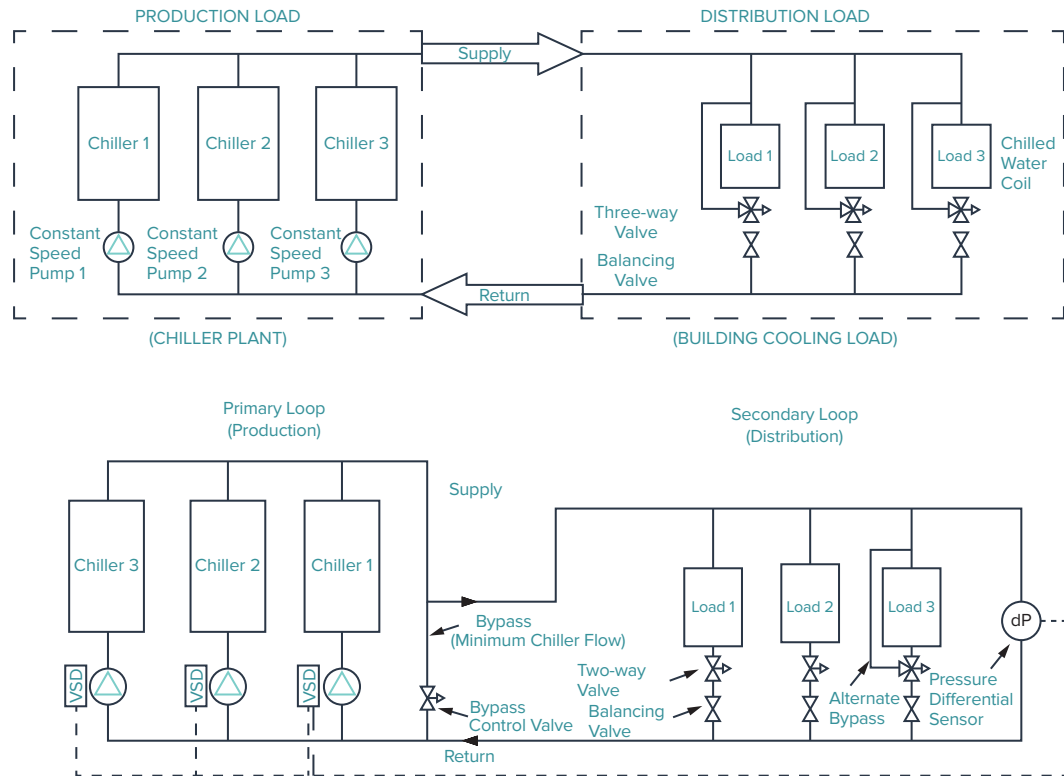 PRODUCTION LOAD
DISTRIBUTION LOAD
Supply
Chiller 1
Chiller 2
Chiller 3
Load 1
Load 2
Load 3
Chilled
Water
Coil
Constant
Speed
Pump 1
Constant
Speed
Pump 2
Constant
Speed
Pump 3
Three-way
Valve
Balancing
Valve
Return
(CHILLER PLANT)
(BUILDING COOLING LOAD)
Primary Loop
(Production)
Secondary Loop
(Distribution)
Supply
Chiller 3
Chiller 2
Chiller 1
Load 1
Load 2
Load 3
dP
Bypass
(Minimum Chiller Flow)
VSD
VSD
VSD
Two-way
Valve
Balancing
Valve
Alternate
Bypass
Pressure
Differential
Sensor
Bypass
Control Valve
Return